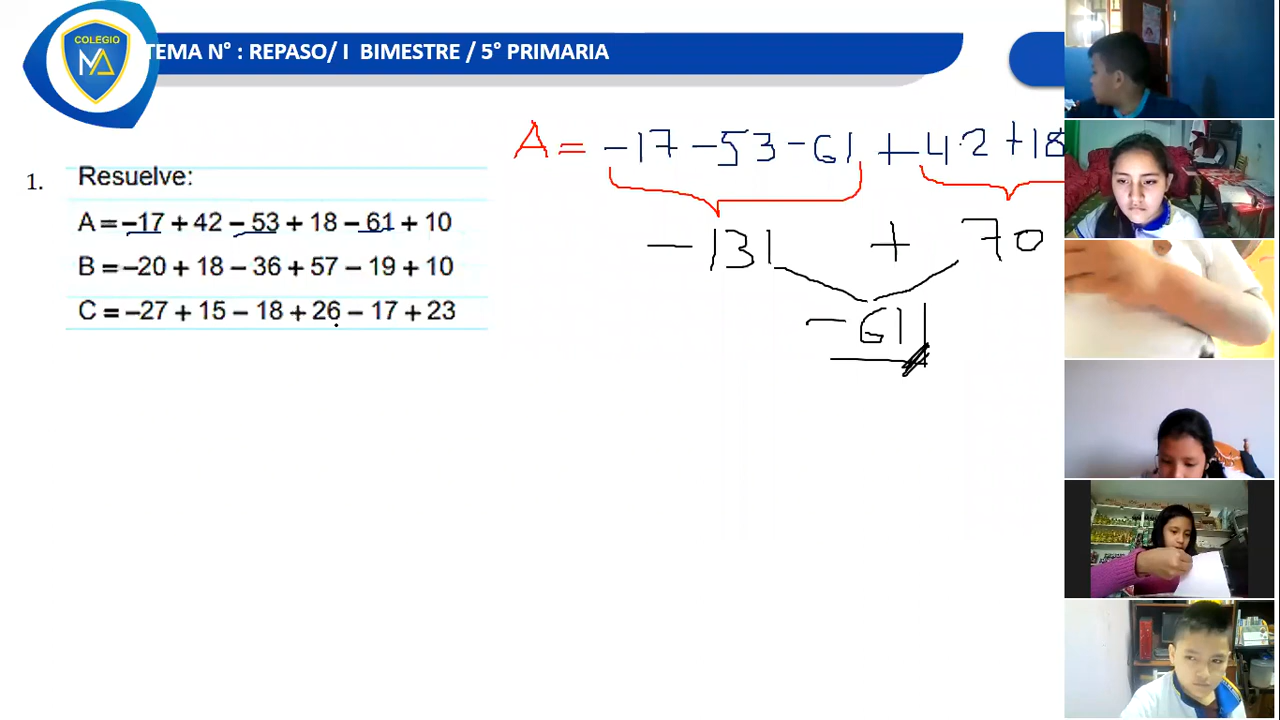 COLEGIO
MA
TEMA N° : REPASO/ I BIMESTRE / 5° PRIMARIA
1. Resuelve:
A = –17 + 42 – 53 + 18 – 61 + 10
B = –20 + 18 – 36 + 57 – 19 + 10
C = –27 + 15 – 18 + 26 – 17 + 23
A = -17 -53 -61 +42 +18
-131 + 70
-61